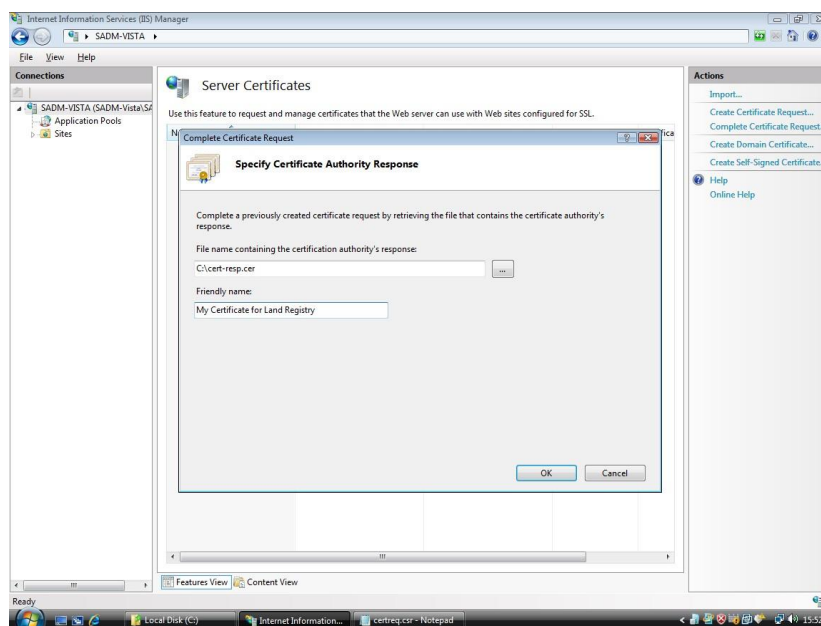 Internet Information Services (IIS) Manager
SADM-VISTA
File View Help
Connections
SADM-VISTA (SADM-Vista\SA
Application Pools
Sites
Server Certificates
Use this feature to request and manage certificates that the Web server can use with Web sites configured for SSL.
Complete Certificate Request
Specify Certificate Authority Response
Complete a previously created certificate request by retrieving the file that contains the certificate authority's
response.
File name containing the certification authority's response:
C:\cert-resp.cer
...
Friendly name:
My Certificate for Land Registry
OK Cancel
Features View Content View
Actions
Import...
Create Certificate Request...
Complete Certificate Request
Create Domain Certificate...
Create Self-Signed Certificate
Help
Online Help
Ready
Local Disk (C:) Internet Information... certreq.csr - Notepad 15:52